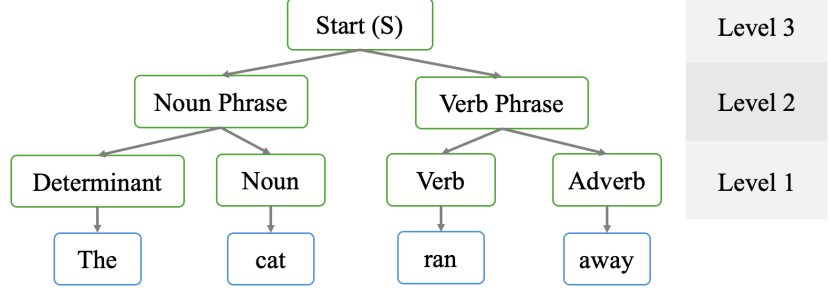 Start (S)
Level 3
Noun Phrase
Verb Phrase
Level 2
Determinant
Noun
Verb
Adverb
Level 1
The
cat
ran
away